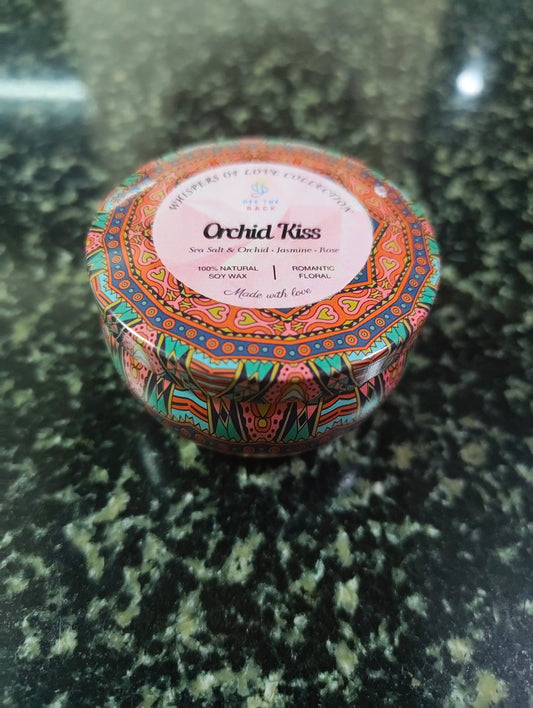 WHISPERS OF LOVE COLLECTION
OFF THE
RACK
Orchid Kiss
Sea Salt & Orchid - Jasmine - Rose
100% NATURAL
SOY WAX
ROMANTIC
FLORAL
Made with love